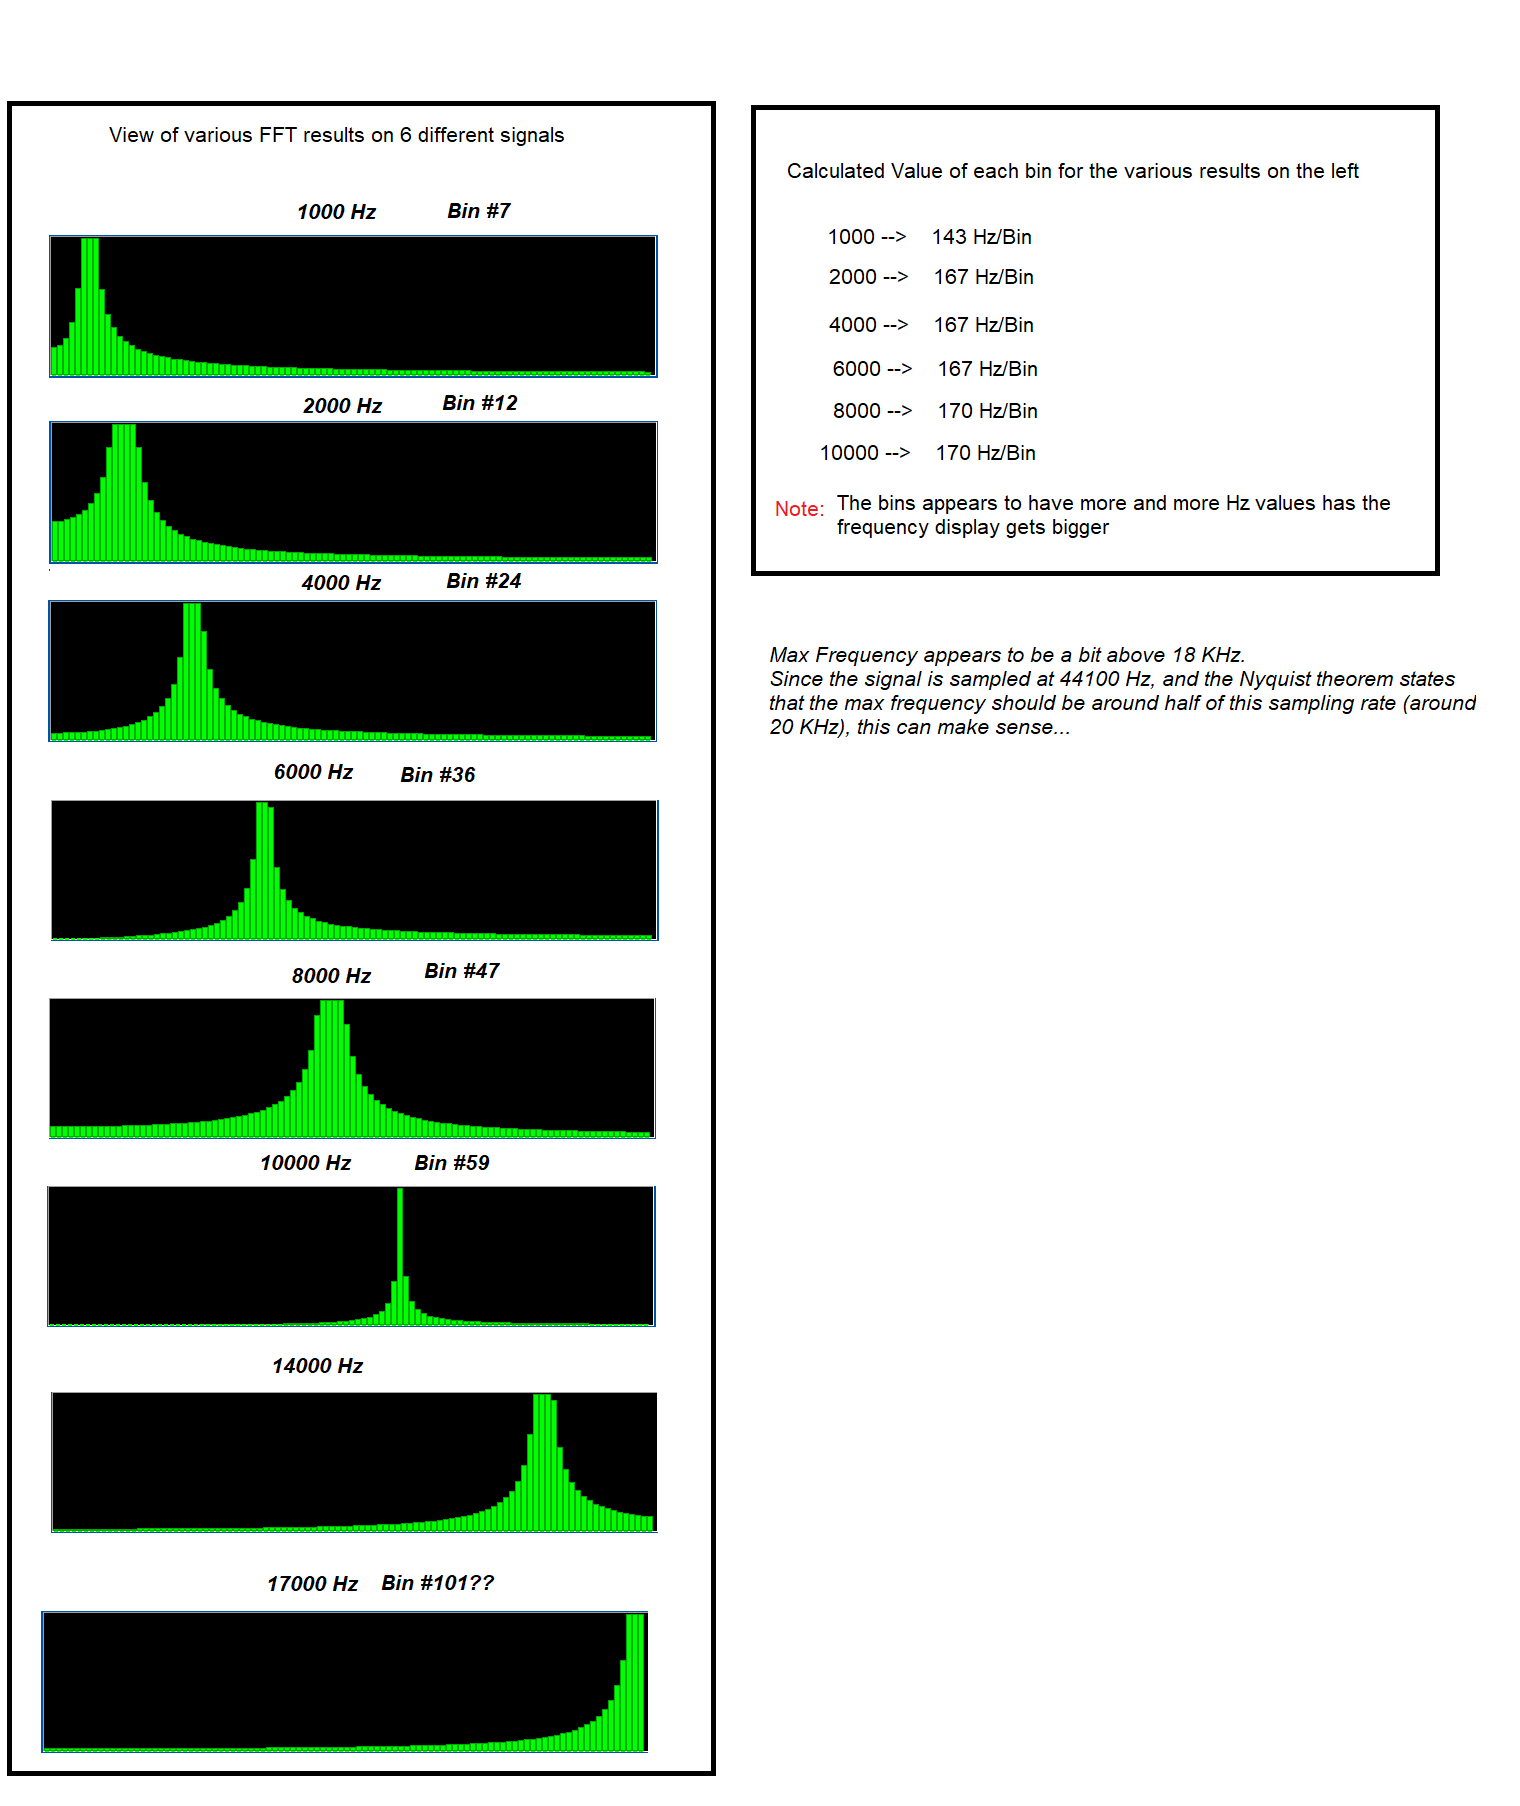 View of various FFT results on 6 different signals
1000 Hz Bin #7
2000 Hz Bin #12
4000 Hz Bin #24
6000 Hz Bin #36
8000 Hz Bin #47
10000 Hz Bin #59
14000 Hz
17000 Hz Bin #101??
Calculated Value of each bin for the various results on the left
1000 --> 143 Hz/Bin
2000 --> 167 Hz/Bin
4000 --> 167 Hz/Bin
6000 --> 167 Hz/Bin
8000 --> 170 Hz/Bin
10000 --> 170 Hz/Bin
Note: The bins appears to have more and more Hz values has the
frequency display gets bigger
Max Frequency appears to be a bit above 18 KHz.
Since the signal is sampled at 44100 Hz, and the Nyquist theorem states
that the max frequency should be around half of this sampling rate (around
20 KHz), this can make sense...